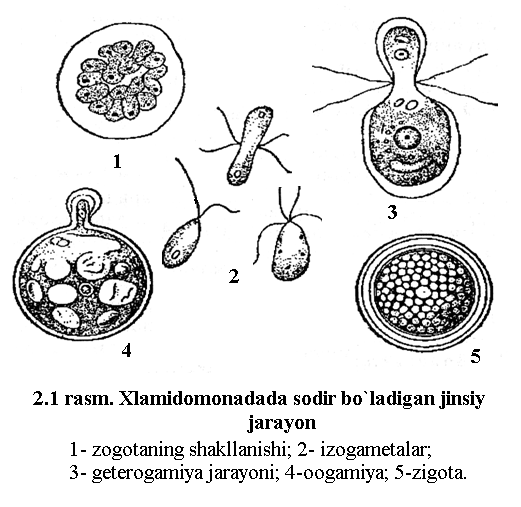 1
2
3
4
5
2.1 rasm. Xlamidomonadada sodir bo`ladigan jinsiy
jarayon
1- zogotaning shakllanishi; 2- izogametalar;
3- geterogamiya jarayoni; 4-oogamiya; 5-zigota.